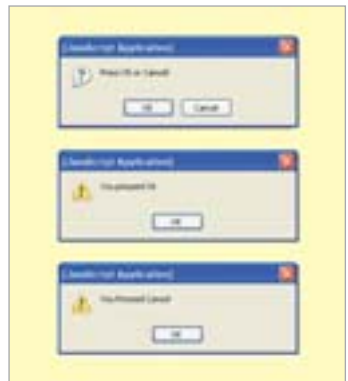 [JavaScript Application]
Press OK or Cancel!
OK Cancel
[JavaScript Application]
You pressed OK
OK
[JavaScript Application]
You Pressed Cancel!
OK